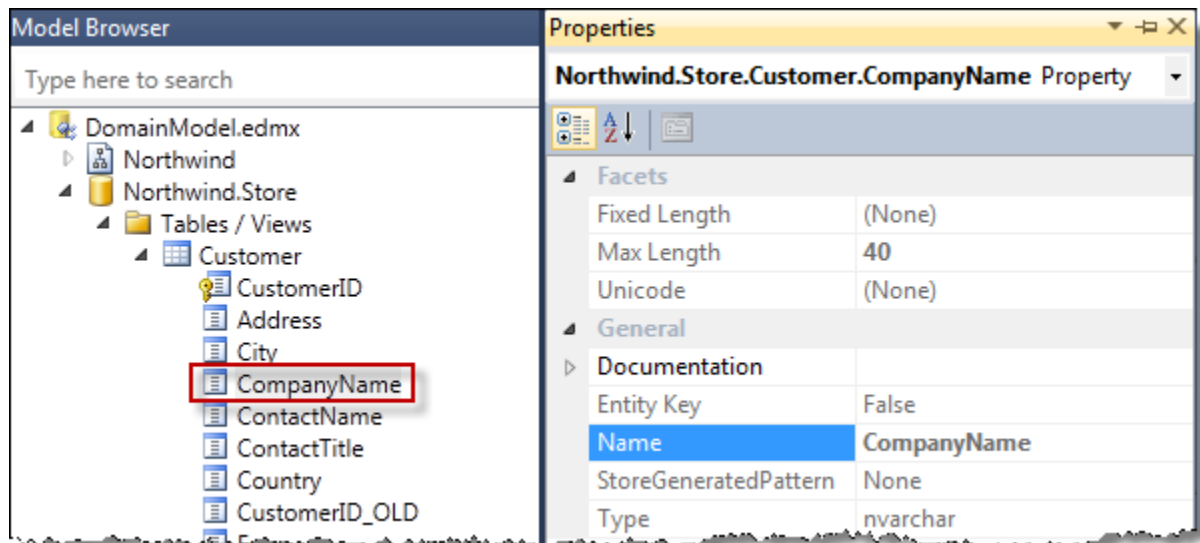 Model Browser
Type here to search
DomainModel.edmx
Northwind
Northwind.Store
Tables / Views
Customer
CustomerID
Address
City
CompanyName
ContactName
ContactTitle
Country
CustomerID_OLD
Properties
Northwind.Store.Customer.CompanyName Property
Facets
Fixed Length (None)
Max Length 40
Unicode (None)
General
Documentation
Entity Key False
Name CompanyName
StoreGeneratedPattern None
Type nvarchar